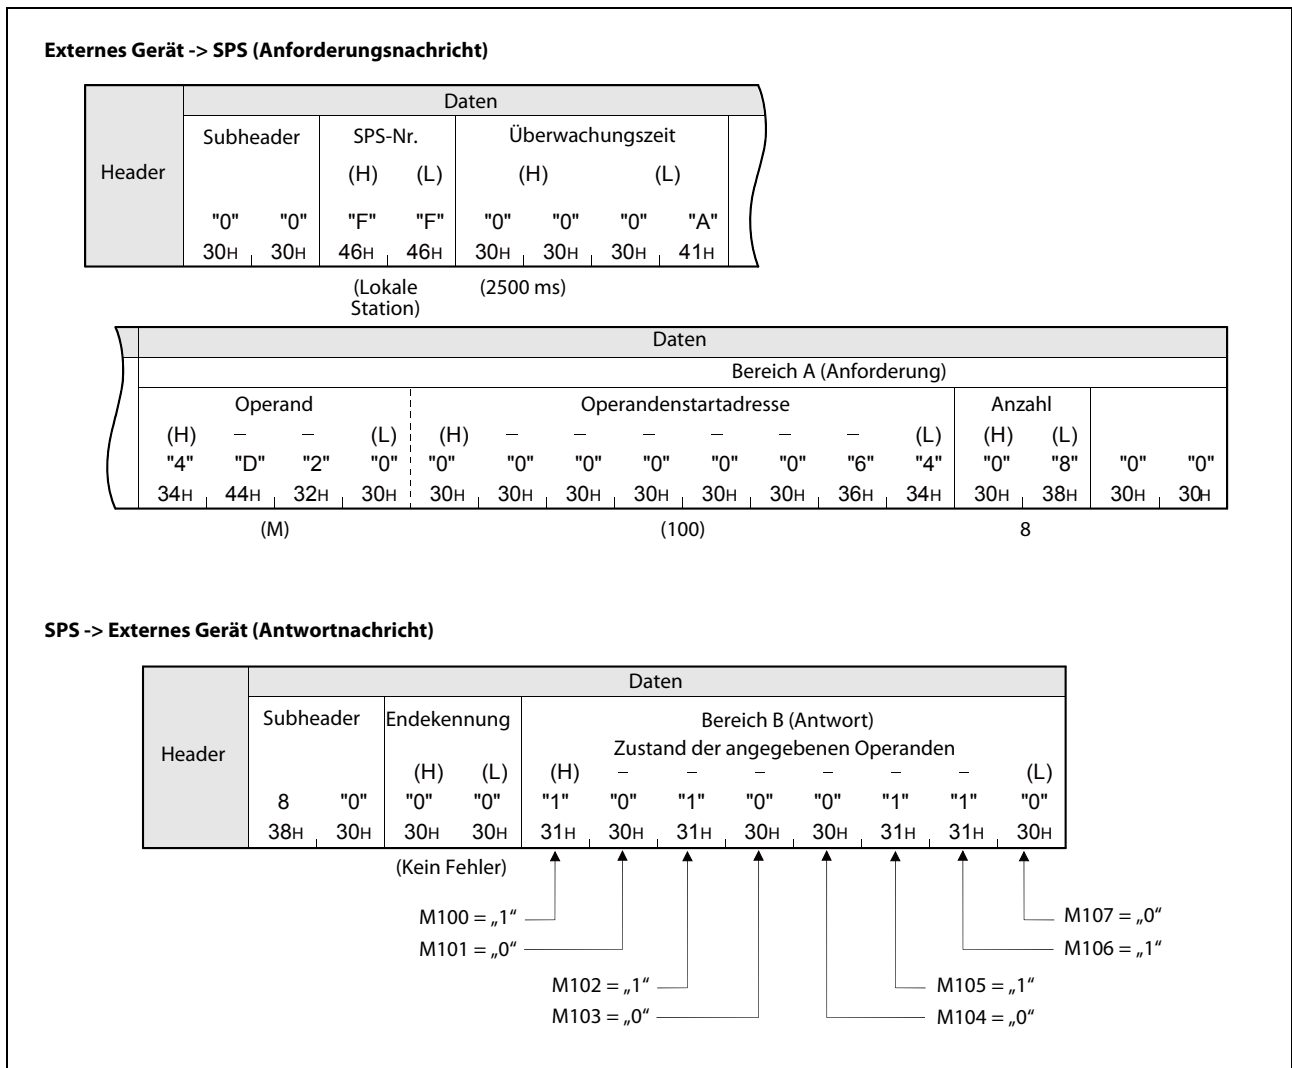 Externes Gerät -> SPS (Anforderungsnachricht)
Daten
Header
Subheader SPS-Nr. Überwachungszeit
(H) (L) (H) (L)
"0" "0" "F" "F" "0" "0" "0" "A"
30H 30H 46H 46H 30H 30H 30H 41H
(Lokale Station) (2500 ms)
Daten
Bereich A (Anforderung)
Operand Operandenstartadresse Anzahl
(H) – – (L) (H) – – – – – – (L) (H) (L)
"4" "D" "2" "0" "0" "0" "0" "0" "0" "0" "6" "4" "0" "8" "0" "0"
34H 44H 32H 30H 30H 30H 30H 30H 30H 30H 36H 34H 30H 38H 30H 30H
(M) (100) 8
SPS -> Externes Gerät (Antwortnachricht)
Daten
Header
Subheader Endekennung Bereich B (Antwort)
Zustand der angegebenen Operanden
(H) (L) (H) – – – – – – (L)
8 "0" "0" "0" "1" "0" "1" "0" "0" "1" "1" "0"
38H 30H 30H 30H 31H 30H 31H 30H 30H 31H 31H 30H
(Kein Fehler)
M100 = „1“ M107 = „0“
M101 = „0“ M106 = „1“
M102 = „1“ M105 = „1“
M103 = „0“ M104 = „0“